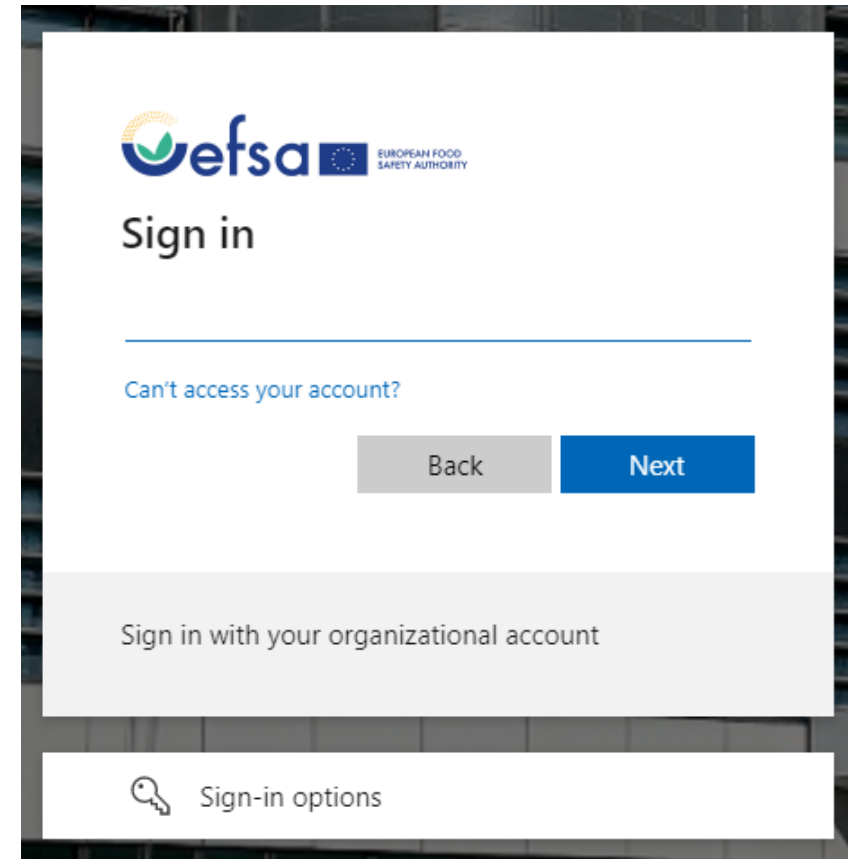 efsa
EUROPEAN FOOD
SAFETY AUTHORITY
Sign in
Can't access your account?
Back Next
Sign in with your organizational account
Sign-in options